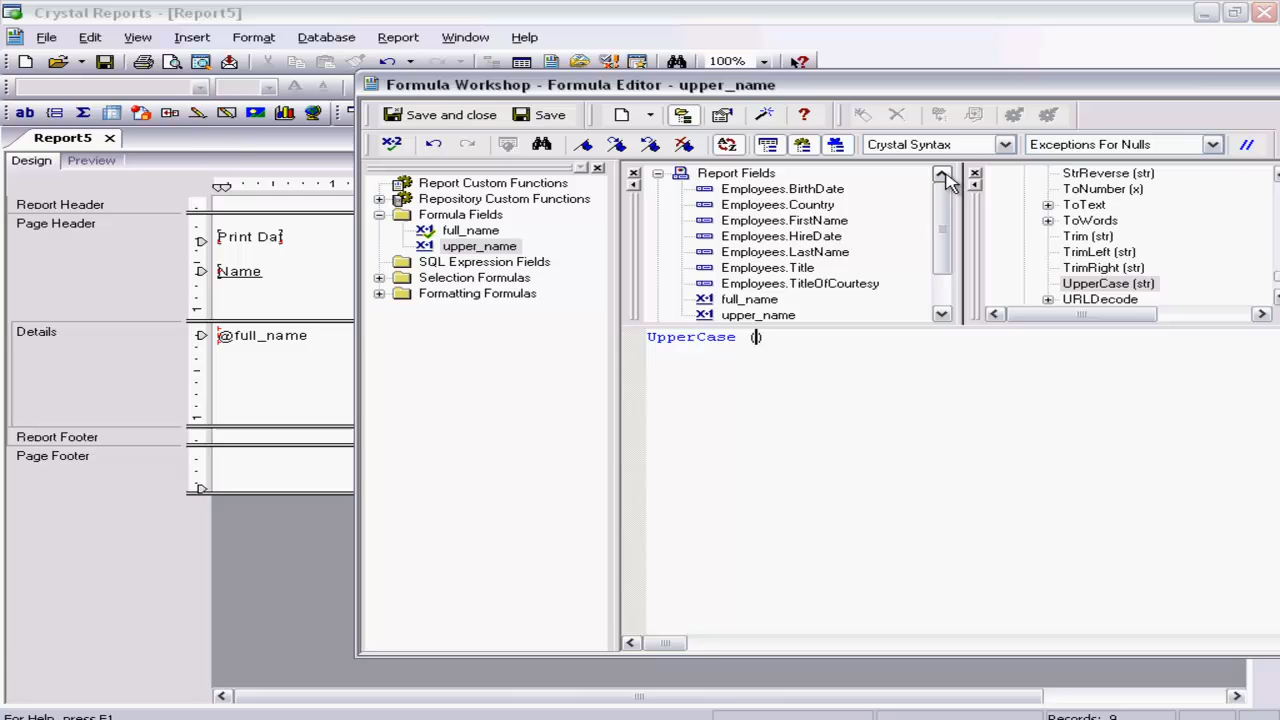 Crystal Reports - [Report5]
File Edit View Insert Format Database Report Window Help
100%
Formula Workshop - Formula Editor - upper_name
Save and close Save
Report5
Crystal Syntax Exceptions For Nulls
Design Preview
Report Header
Page Header
Print Da
Name
Details
@full_name
Report Footer
Page Footer
Report Custom Functions
Repository Custom Functions
Formula Fields
full_name
upper_name
SQL Expression Fields
Selection Formulas
Formatting Formulas
Report Fields
Employees.BirthDate
Employees.Country
Employees.FirstName
Employees.HireDate
Employees.LastName
Employees.Title
Employees.TitleOfCourtesy
full_name
upper_name
StrReverse (str)
ToNumber (x)
ToText
ToWords
Trim (str)
TrimLeft (str)
TrimRight (str)
UpperCase (str)
URLDecode
UpperCase ()
For Help, press F1
Records: 9